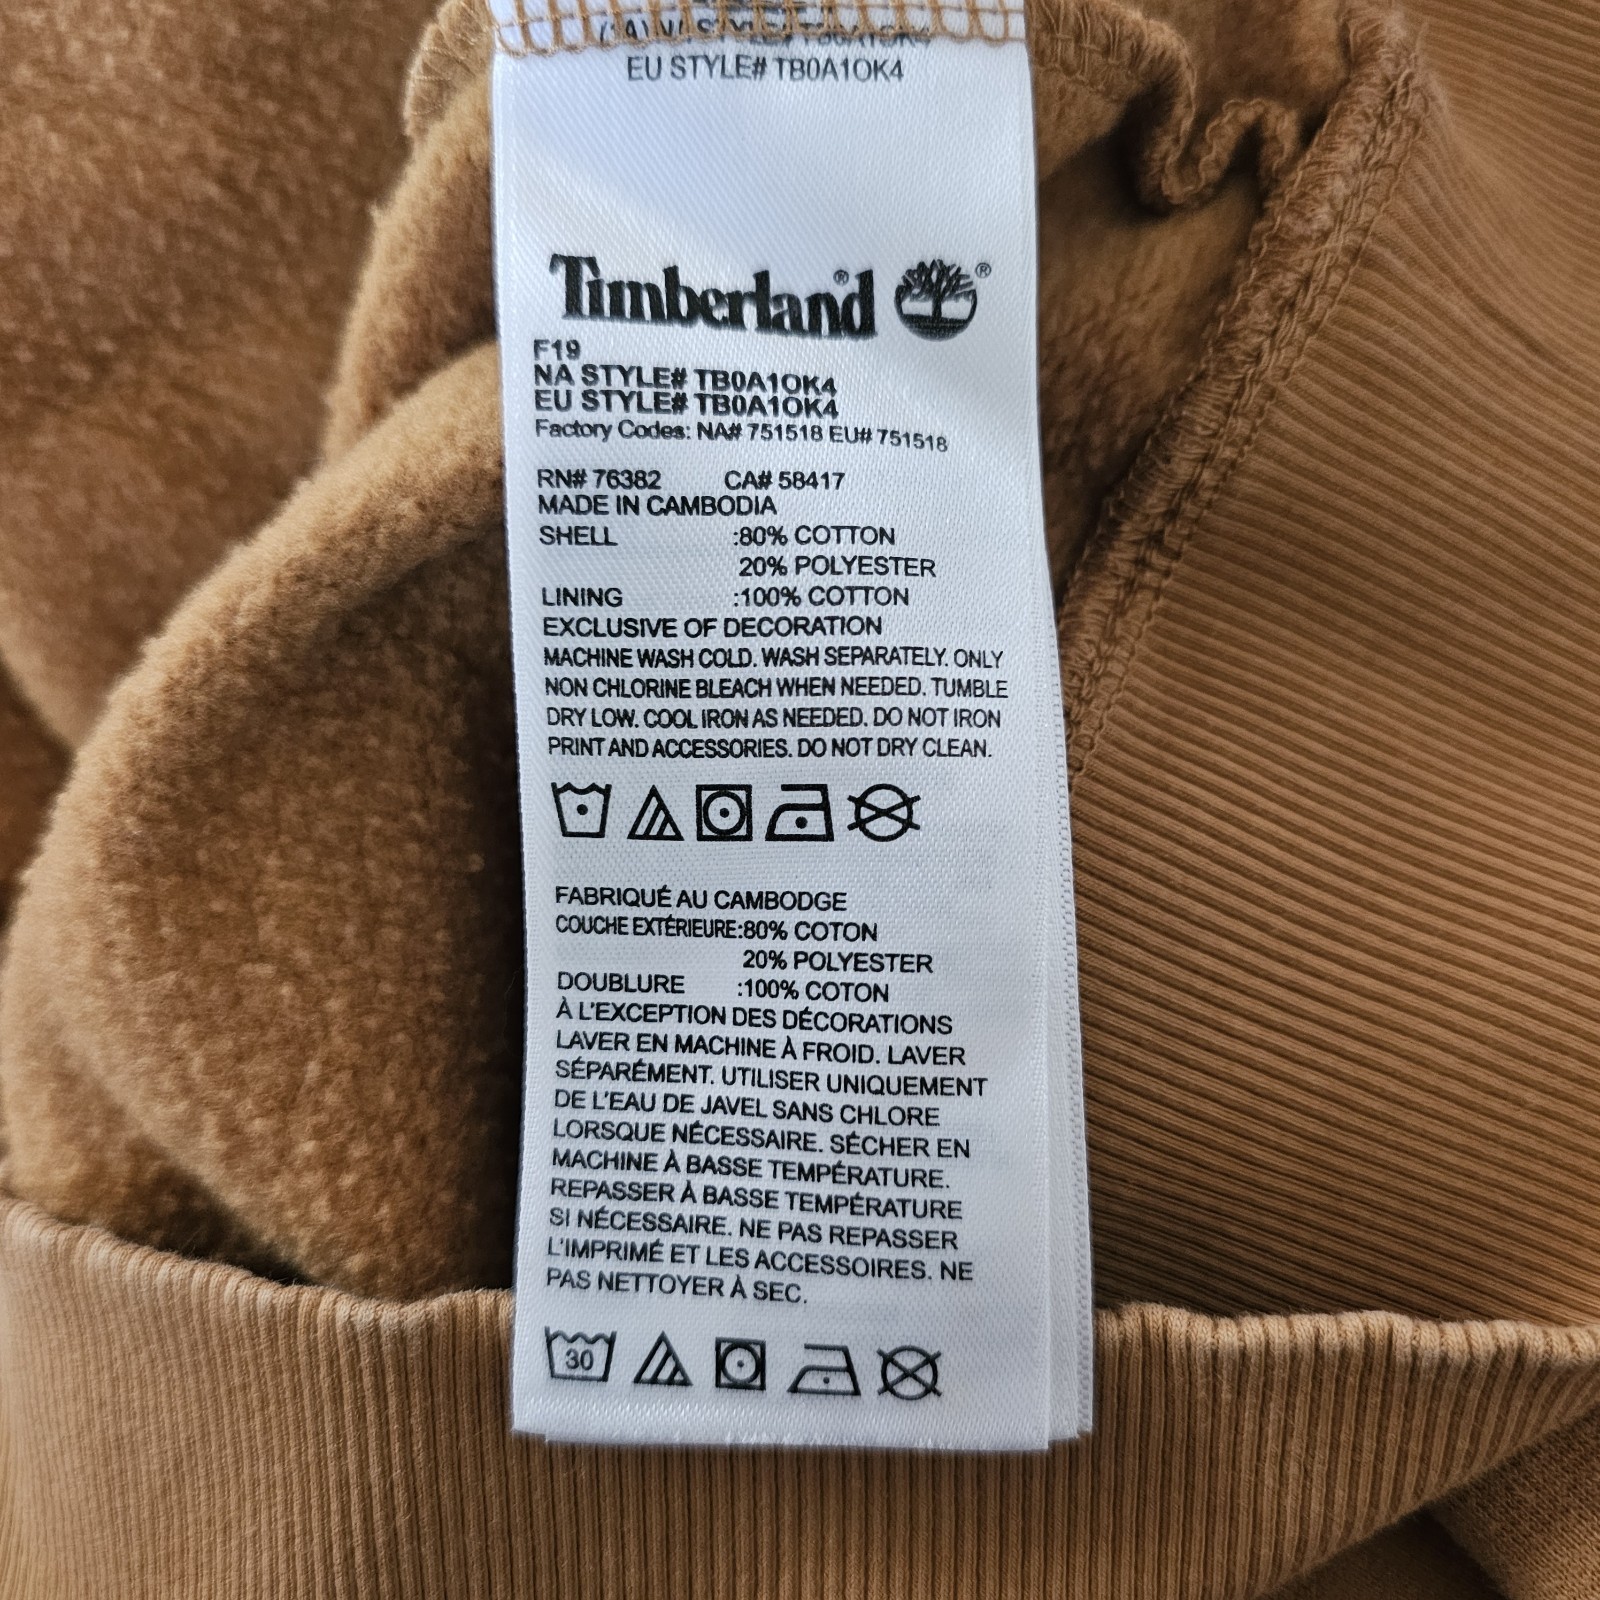 EU STYLE# TB0A1OK4
Timberland®
®
F19
NA STYLE# TB0A1OK4
EU STYLE# TB0A1OK4
Factory Codes: NA# 751518 EU# 751518
RN# 76382 CA# 58417
MADE IN CAMBODIA
SHELL :80% COTTON
20% POLYESTER
LINING :100% COTTON
EXCLUSIVE OF DECORATION
MACHINE WASH COLD. WASH SEPARATELY. ONLY
NON CHLORINE BLEACH WHEN NEEDED. TUMBLE
DRY LOW. COOL IRON AS NEEDED. DO NOT IRON
PRINT AND ACCESSORIES. DO NOT DRY CLEAN.
FABRIQUÉ AU CAMBODGE
COUCHE EXTÉRIEURE:80% COTON
20% POLYESTER
DOUBLURE :100% COTON
À L'EXCEPTION DES DÉCORATIONS
LAVER EN MACHINE À FROID. LAVER
SÉPARÉMENT. UTILISER UNIQUEMENT
DE L'EAU DE JAVEL SANS CHLORE
LORSQUE NÉCESSAIRE. SÉCHER EN
MACHINE À BASSE TEMPÉRATURE.
REPASSER À BASSE TEMPÉRATURE
SI NÉCESSAIRE. NE PAS REPASSER
L'IMPRIMÉ ET LES ACCESSOIRES. NE
PAS NETTOYER À SEC.
30